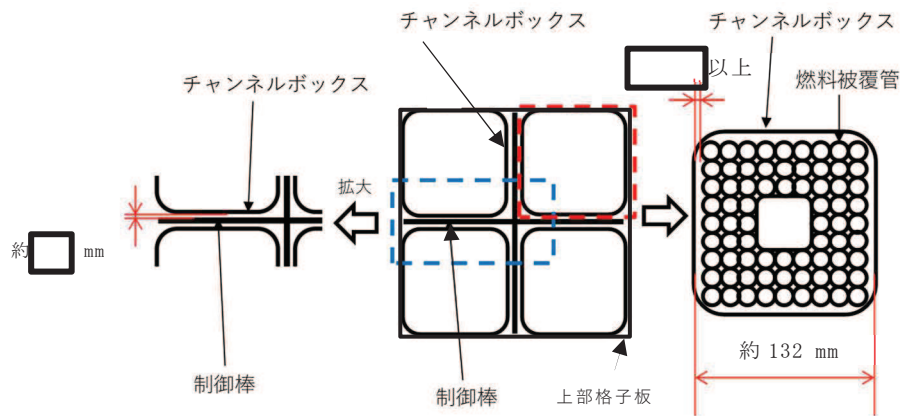 チャンネルボックス
チャンネルボックス
以上
チャンネルボックス
燃料被覆管
拡大
約 mm
制御棒
制御棒
上部格子板
約 132 mm